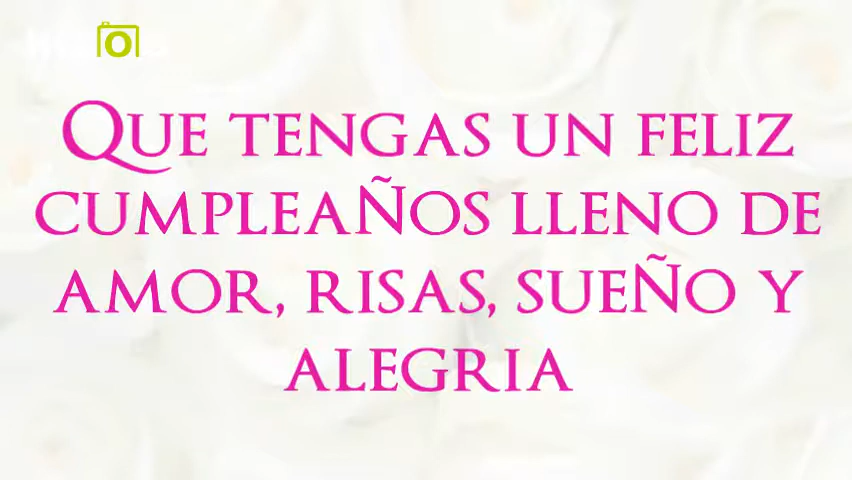 QUE TENGAS UN FELIZ
CUMPLEAÑOS LLENO DE
AMOR, RISAS, SUEÑO Y
ALEGRIA